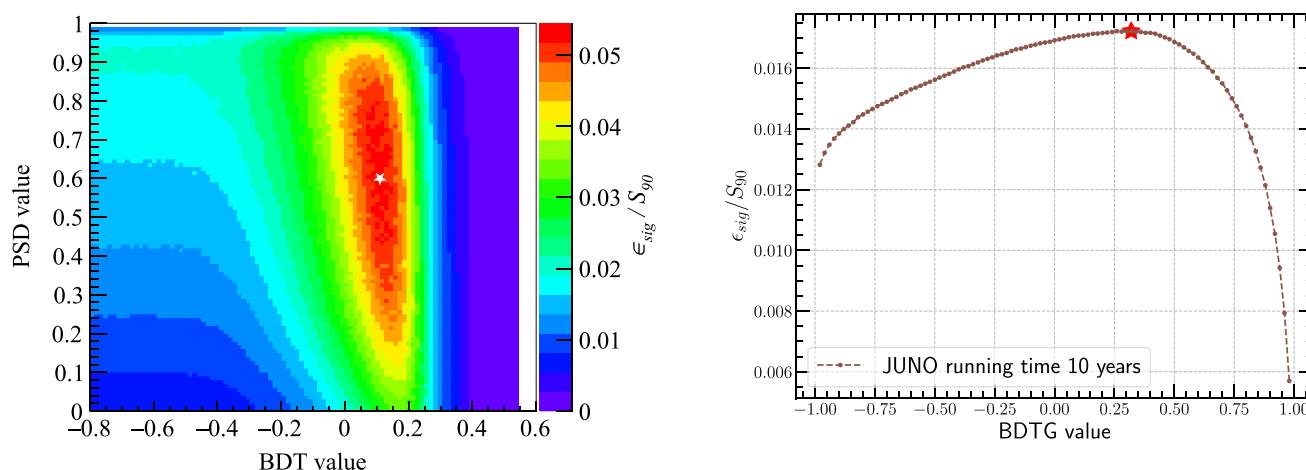 1
0.9
0.8
0.7
0.6
0.5
0.4
0.3
0.2
0.1
0
PSD value
−0.8 −0.6 −0.4 −0.2 0 0.2 0.4 0.6
BDT value
0.05
0.04
0.03
0.02
0.01
0
ϵsig / S90
0.016
0.014
0.012
0.010
0.008
0.006
ϵsig/S90
JUNO running time 10 years
−1.00 −0.75 −0.50 −0.25 0.00 0.25 0.50 0.75 1.00
BDTG value